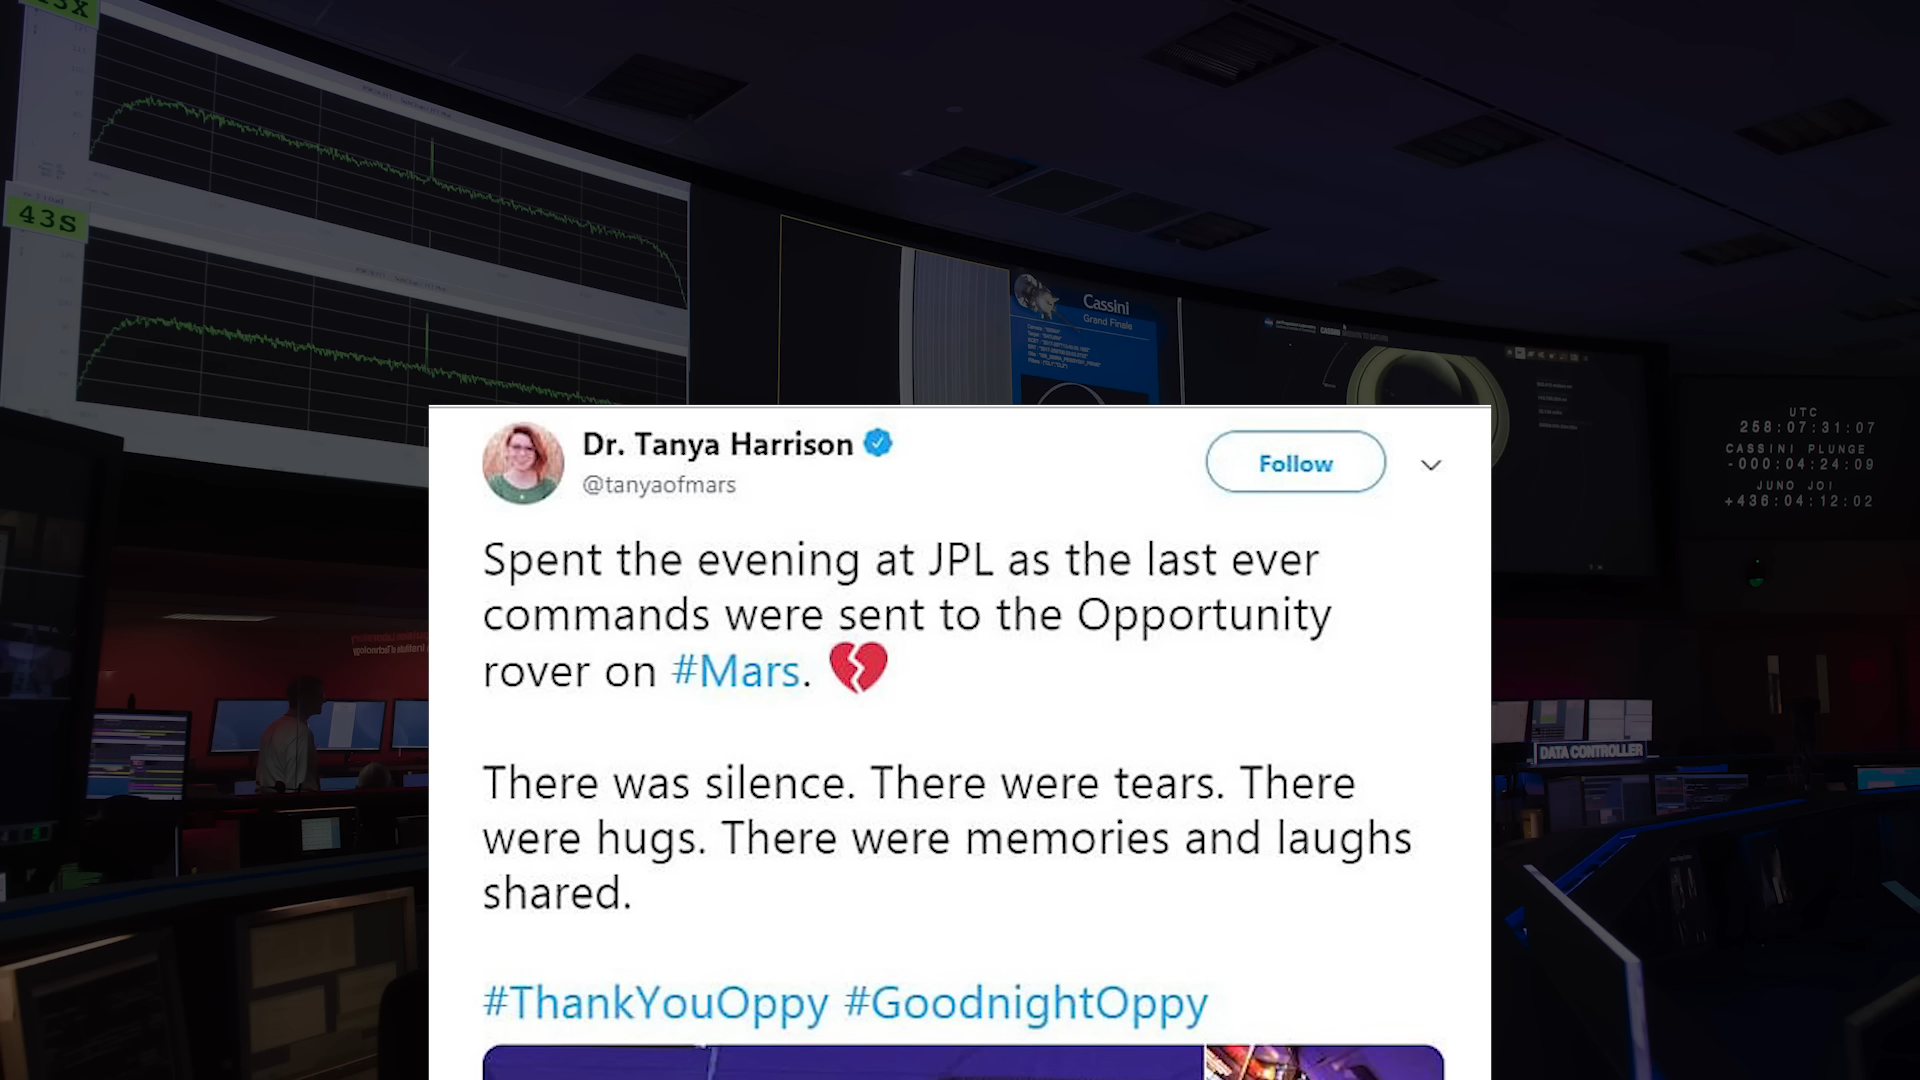 43S
Cassini
Grand Finale
CASSINI
UTC
258:07:31:07
CASSINI PLUNGE
-000:04:24:09
JUNO JOI
+436:04:12:02
DATA CONTROLLER
Dr. Tanya Harrison
@tanyaofmars
Follow
Spent the evening at JPL as the last ever
commands were sent to the Opportunity
rover on #Mars. 💔
There was silence. There were tears. There
were hugs. There were memories and laughs
shared.
#ThankYouOppy #GoodnightOppy